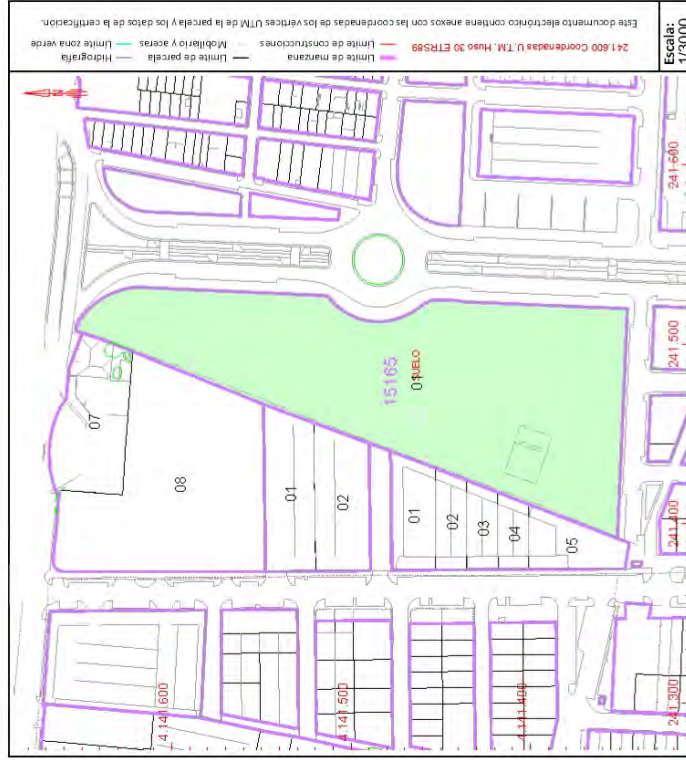 Este documento electrónico contiene anexos con las coordenadas de los vértices UTM de la parcela y los datos de la certificación.
241.600 Coordenadas U.T.M. Huso 30 ETRS89
Límite de construcciones
Mobiliario y aceras
Límite zona verde
Límite de manzana
Límite de parcela
Hidrografía
Escala:
1/3000
N
07
08
01
02
15165
01
SUELO
01
02
03
04
05
4.141.600
4.141.500
4.141.400
241.300
241.400
241.500
241.600